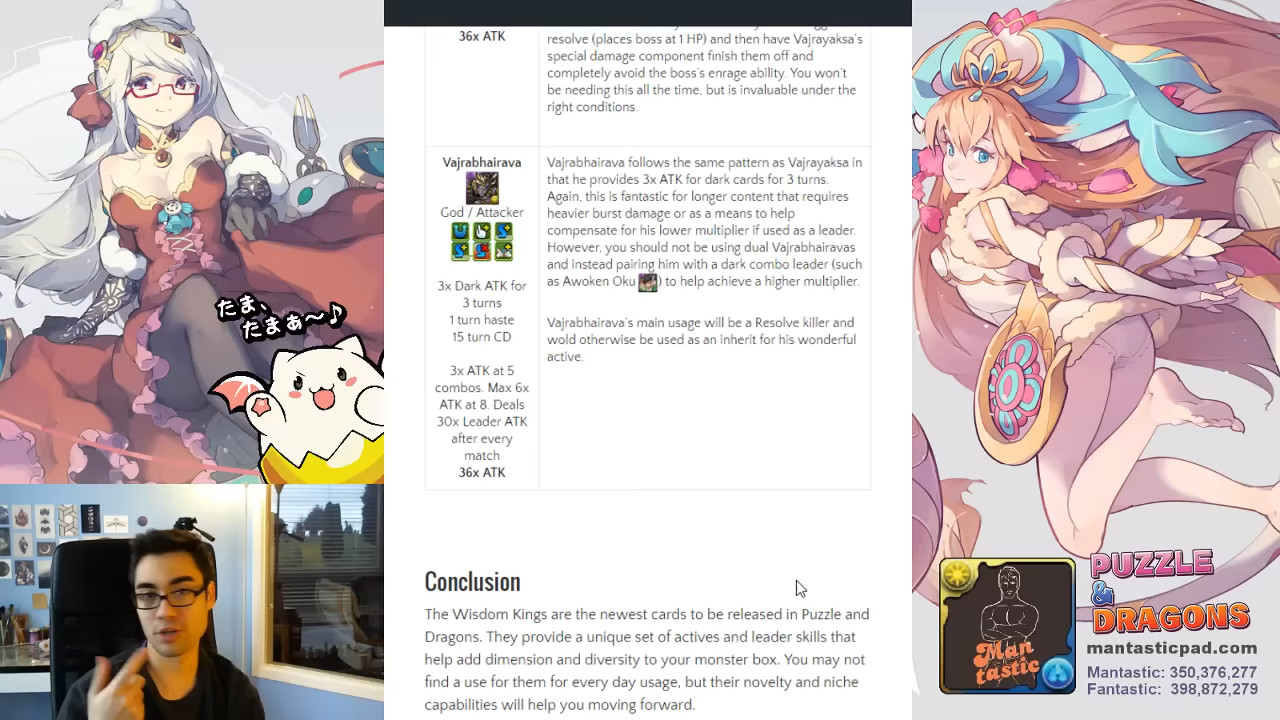 36x ATK
resolve (places boss at 1 HP) and then have Vajrayaksa's
special damage component finish them off and
completely avoid the boss's enrage ability. You won't
be needing this all the time, but is invaluable under the
right conditions.
Vajrabhairava
God / Attacker
3x Dark ATK for
3 turns
1 turn haste
15 turn CD
3x ATK at 5
combos. Max 6x
ATK at 8. Deals
30x Leader ATK
after every
match
36x ATK
Vajrabhairava follows the same pattern as Vajrayaksa in
that he provides 3x ATK for dark cards for 3 turns.
Again, this is fantastic for longer content that requires
heavier burst damage or as a means to help
compensate for his lower multiplier if used as a leader.
However, you should not be using dual Vajrabhairavas
and instead pairing him with a dark combo leader (such
as Awoken Oku ) to help achieve a higher multiplier.
Vajrabhairava's main usage will be a Resolve killer and
wold otherwise be used as an inherit for his wonderful
active.
Conclusion
The Wisdom Kings are the newest cards to be released in Puzzle and
Dragons. They provide a unique set of actives and leader skills that
help add dimension and diversity to your monster box. You may not
find a use for them for every day usage, but their novelty and niche
capabilities will help you moving forward.
たま、
たまぁ〜♪
Man
tastic
PUZZLE
&
DRAGONS
mantasticpad.com
Mantastic: 350,376,277
Fantastic: 398,872,279